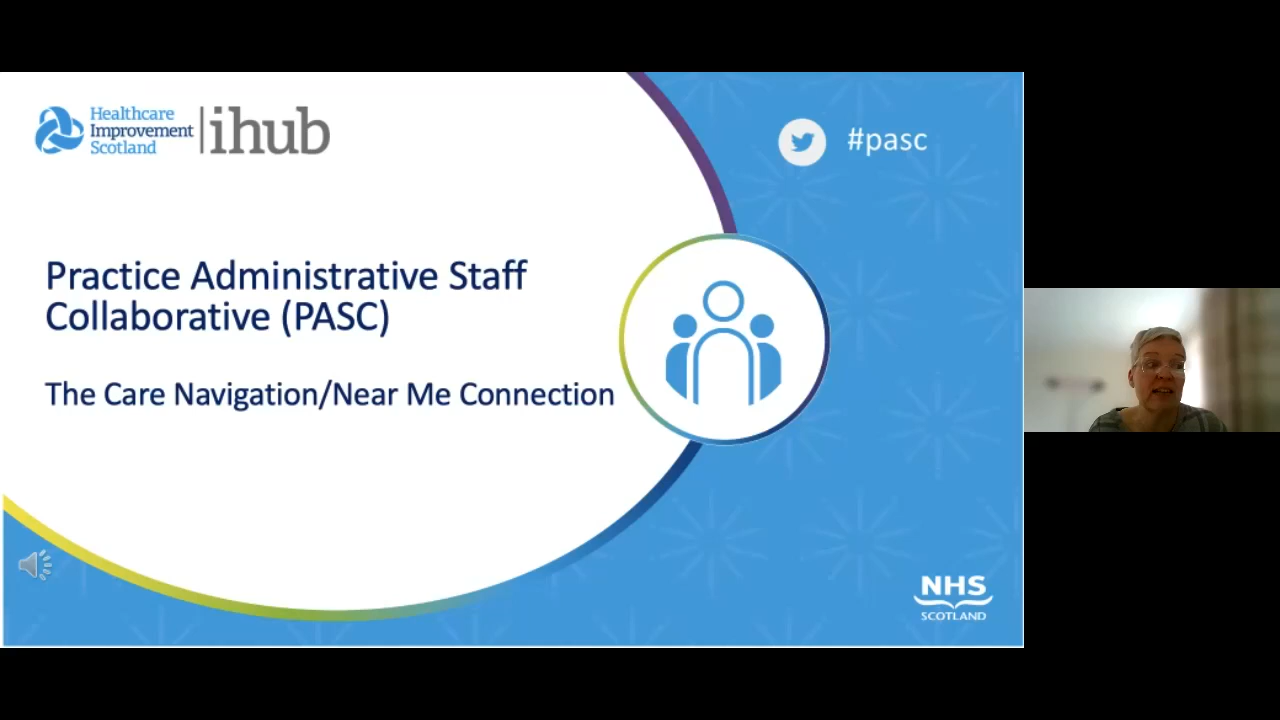 Healthcare
Improvement
Scotland
ihub
#pasc
Practice Administrative Staff
Collaborative (PASC)
The Care Navigation/Near Me Connection
NHS
SCOTLAND